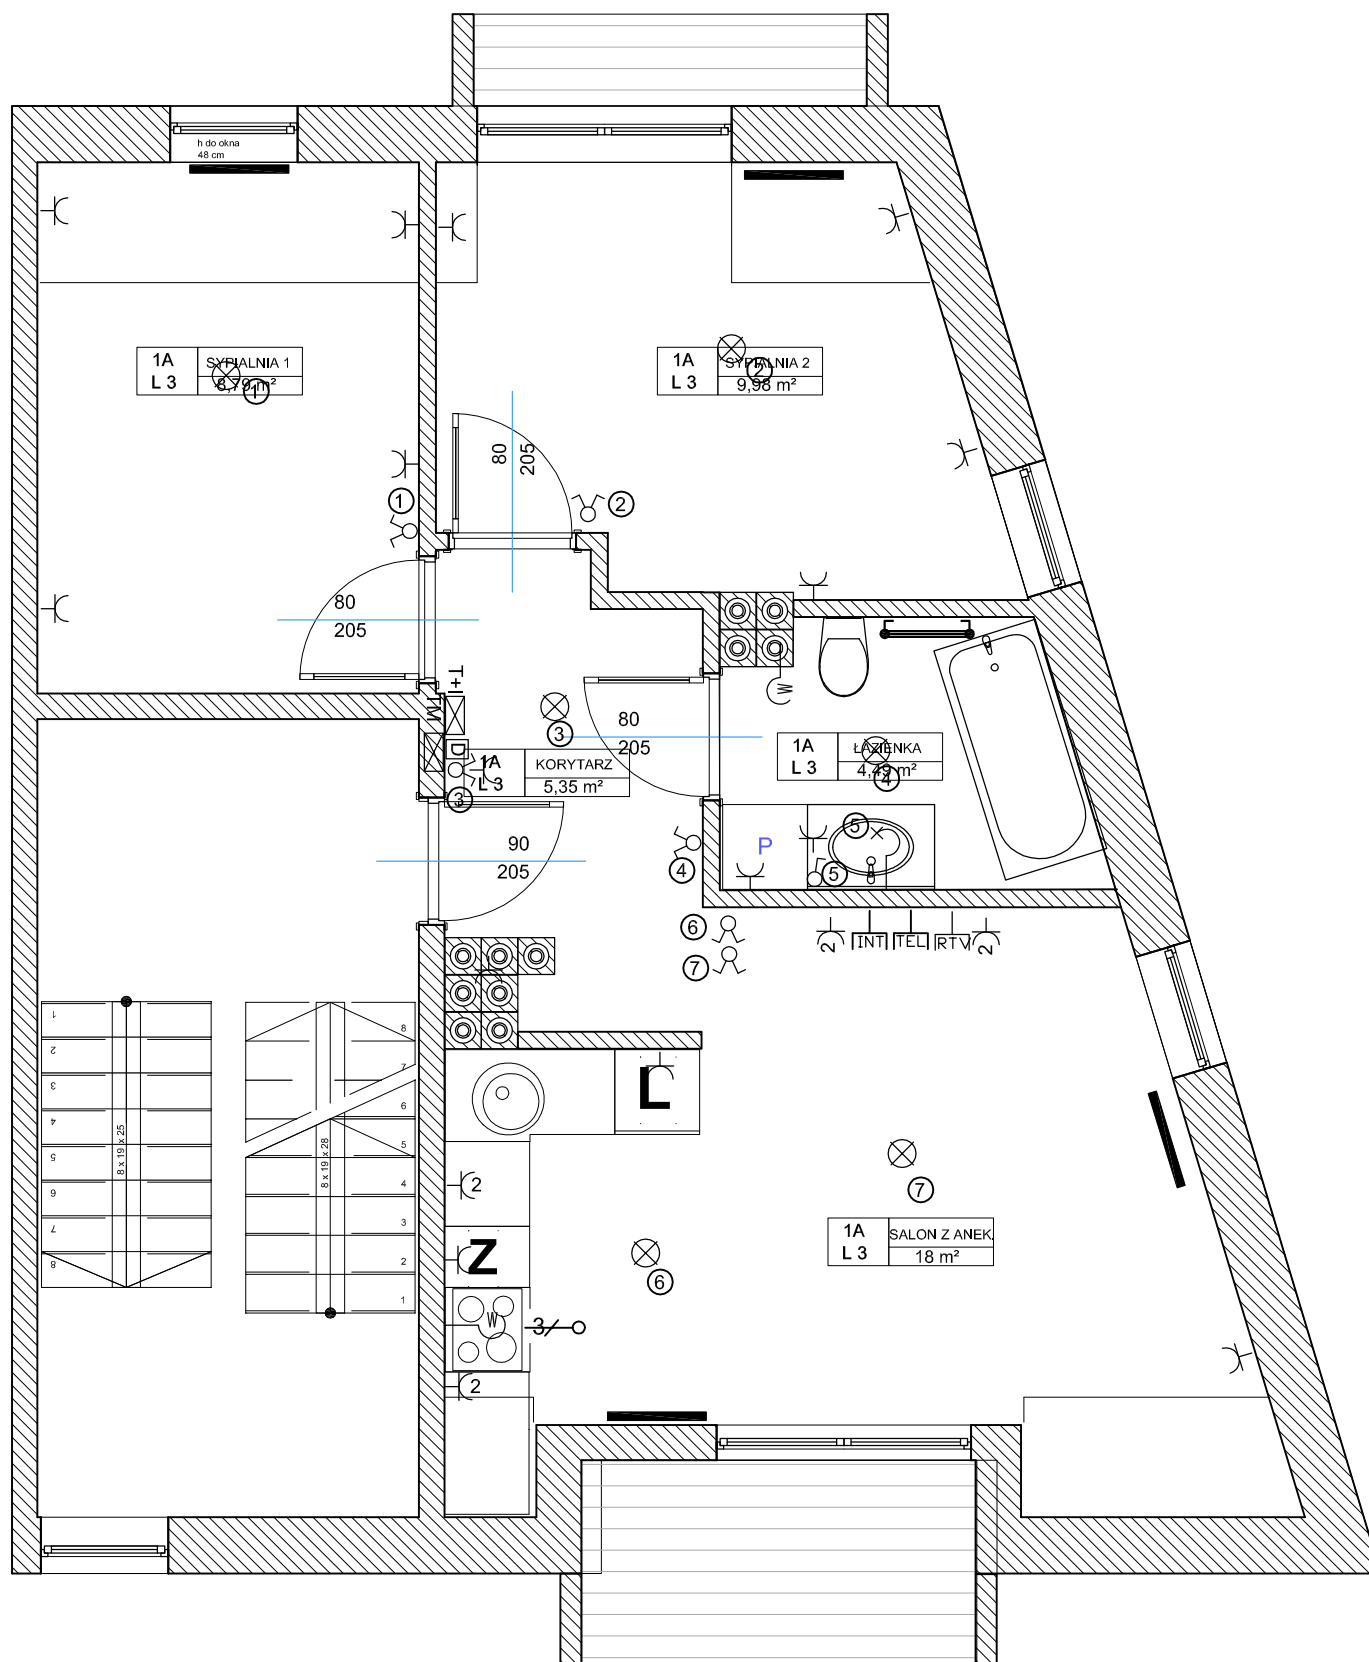 h do okna
48 cm
1A SYPIALNIA 1
L 3 8,79 m²
1
1A SYPIALNIA 2
L 3 9,98 m²
2
80
205
1
2
80
205
T+I
TM
W
3
80
205
D
1A KORYTARZ
L 3 5,35 m²
3
1A ŁAZIENKA
L 3 4,49 m²
4
90
205
4
P
5
5
6
7
2
INT
TEL
RTV
2
1
2
3
4
5
6
7
8
8 x 19 x 25
8
7
6
5
4
3
2
1
8 x 19 x 28
L
2
Z
W
3
2
7
6
1A SALON Z ANEK.
L 3 18 m²